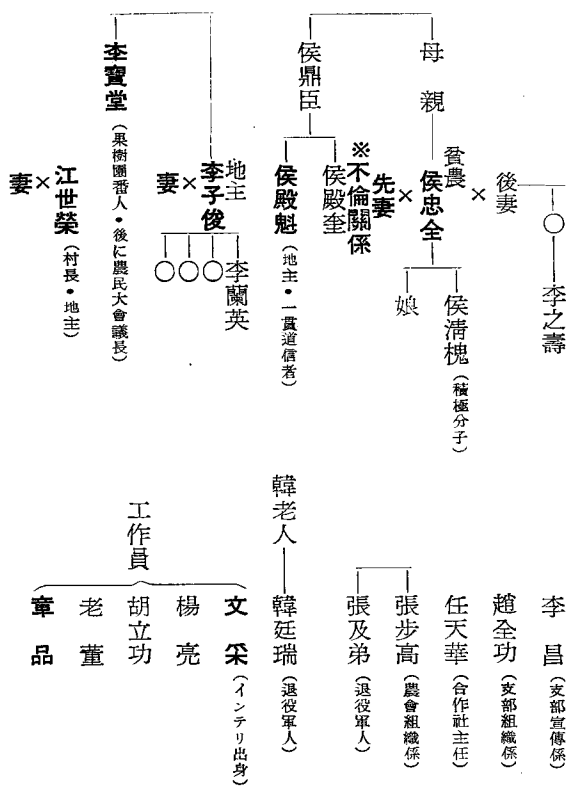 李之壽
〇
後妻
×
侯淸槐（積極分子）
娘
母親
貧農
侯忠全
×
先妻
※不倫關係
侯鼎臣
侯殿奎
侯殿魁（地主・一貫道信者）
地主
李子俊
×
妻
李蘭英
〇
〇
〇
李寶堂（果樹園番人・後に農民大會議長）
江世榮（村長・地主）
×
妻
李昌（支部宣傳係）
趙全功（支部組織係）
任天華（合作社主任）
張步高（農會組織係）
張及弟（退役軍人）
韓老人
韓廷瑞（退役軍人）
工作員
文采（インテリ出身）
楊亮
胡立功
老董
章品